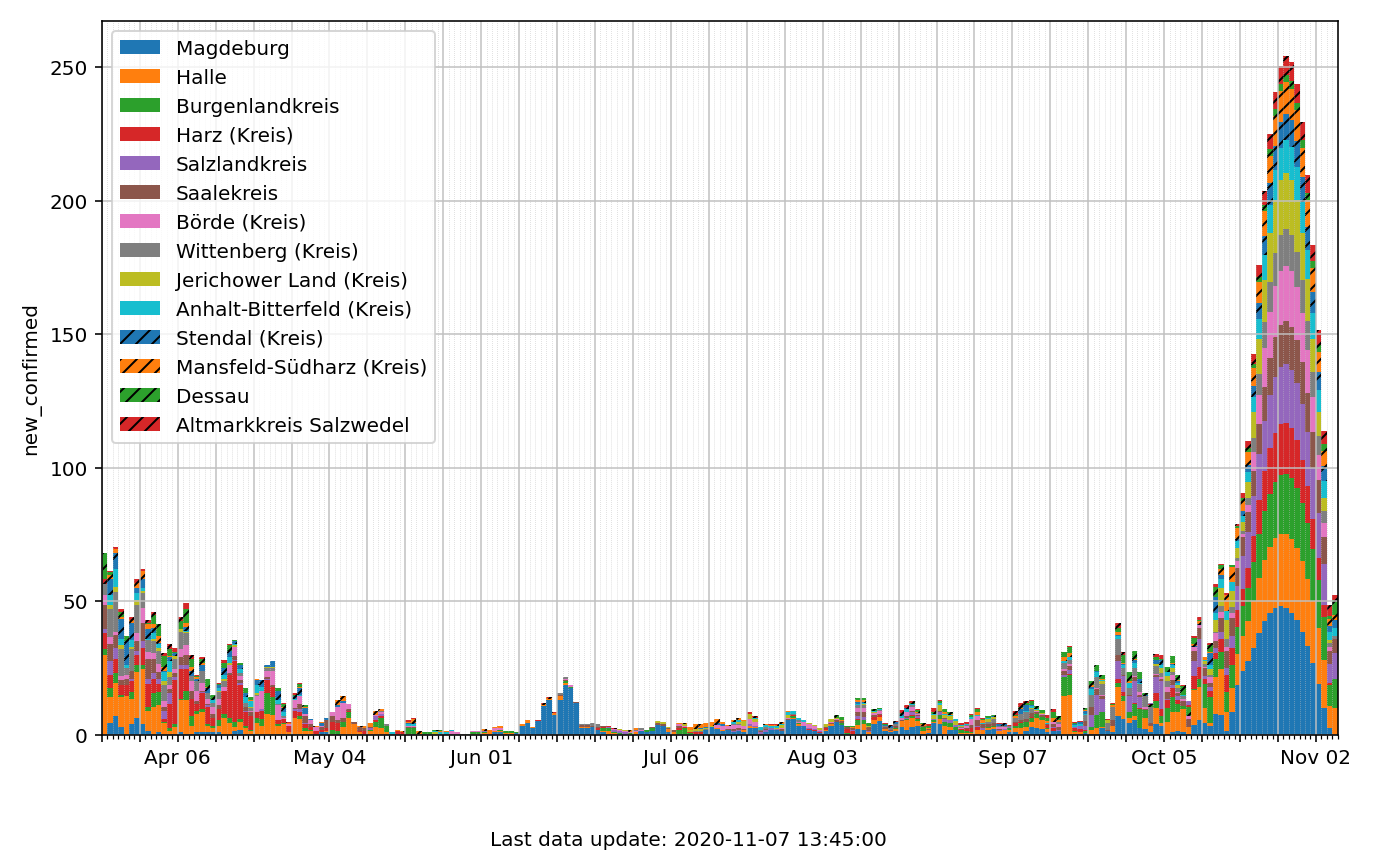 250
200
150
100
50
0
new_confirmed
Magdeburg
Halle
Burgenlandkreis
Harz (Kreis)
Salzlandkreis
Saalekreis
Börde (Kreis)
Wittenberg (Kreis)
Jerichower Land (Kreis)
Anhalt-Bitterfeld (Kreis)
Stendal (Kreis)
Mansfeld-Südharz (Kreis)
Dessau
Altmarkkreis Salzwedel
Apr 06 May 04 Jun 01 Jul 06 Aug 03 Sep 07 Oct 05 Nov 02
Last data update: 2020-11-07 13:45:00